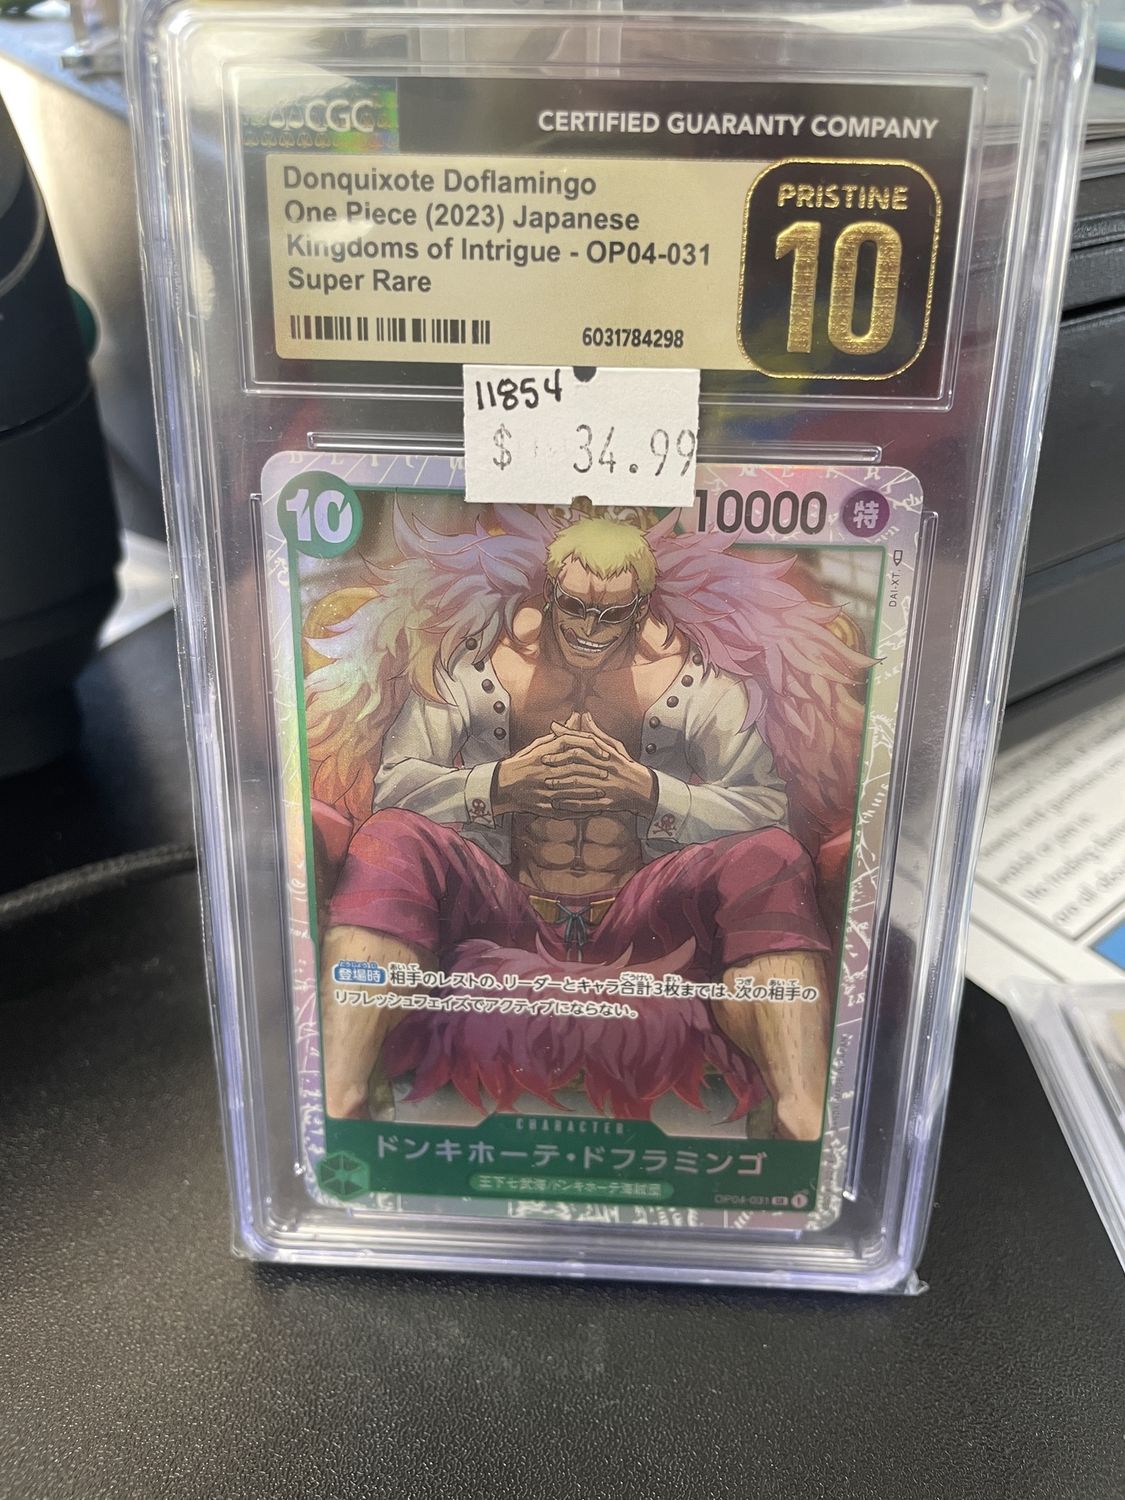 CGC
CERTIFIED GUARANTY COMPANY
Donquixote Doflamingo
One Piece (2023) Japanese
Kingdoms of Intrigue - OP04-031
Super Rare
6031784298
PRISTINE
10
11854
$ 34.99
10
10000
特
DAI-XT.
登場時 相手のレストの、リーダーとキャラ合計3枚までは、次の相手の
リフレッシュフェイズでアクティブにならない。
CHARACTER
ドンキホーテ・ドフラミンゴ
王下七武海/ドンキホーテ海賊団
OP04-031 SR 1